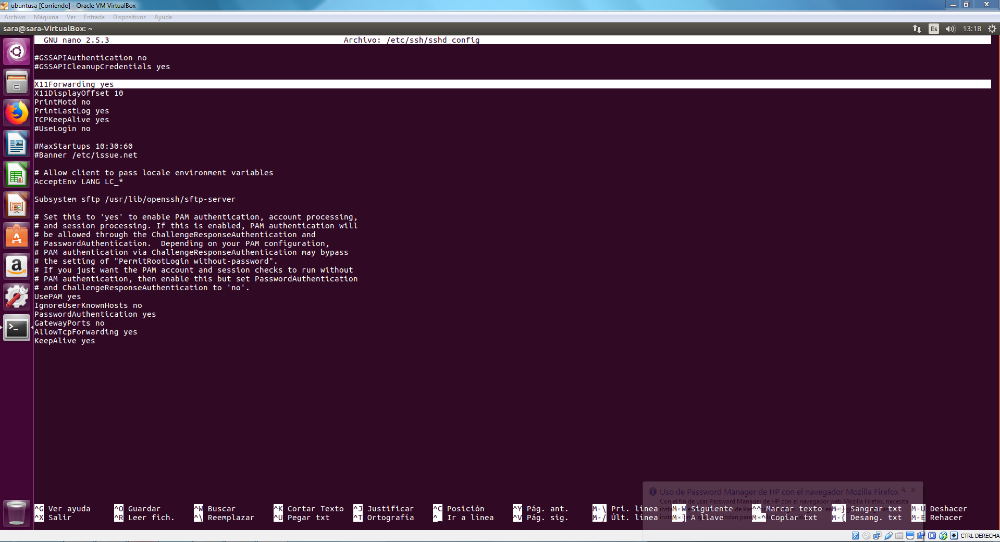 ubuntusa [Corriendo] - Oracle VM VirtualBox
Archivo Máquina Ver Entrada Dispositivos Ayuda
sara@sara-VirtualBox: ~ Es 13:18
GNU nano 2.5.3 Archivo: /etc/ssh/sshd_config
#GSSAPIAuthentication no
#GSSAPICleanupCredentials yes
X11Forwarding yes
X11DisplayOffset 10
PrintMotd no
PrintLastLog yes
TCPKeepAlive yes
#UseLogin no
#MaxStartups 10:30:60
#Banner /etc/issue.net
# Allow client to pass locale environment variables
AcceptEnv LANG LC_*
Subsystem sftp /usr/lib/openssh/sftp-server
# Set this to 'yes' to enable PAM authentication, account processing,
# and session processing. If this is enabled, PAM authentication will
# be allowed through the ChallengeResponseAuthentication and
# PasswordAuthentication.  Depending on your PAM configuration,
# PAM authentication via ChallengeResponseAuthentication may bypass
# the setting of "PermitRootLogin without-password".
# If you just want the PAM account and session checks to run without
# PAM authentication, then enable this but set PasswordAuthentication
# and ChallengeResponseAuthentication to 'no'.
UsePAM yes
IgnoreUserKnownHosts no
PasswordAuthentication yes
GatewayPorts no
AllowTcpForwarding yes
KeepAlive yes
Uso de Password Manager de HP con el navegador Mozilla Firefox
Con el fin de usar Password Manager de HP con el navegador web Mozilla Firefox, necesita
^G Ver ayuda ^O Guardar ^W Buscar ^K Cortar Texto ^J Justificar ^C Posición ^Y Pág. ant. M-\ Pri. línea M-W Siguiente ^^ Marcar texto M-} Sangrar txt M-U Deshacer
^X Salir ^R Leer fich. ^\ Reemplazar ^U Pegar txt ^T Ortografía ^_ Ir a línea ^V Pág. sig. M-/ Últ. línea M-] A llave M-^ Copiar txt M-{ Desang. txt M-E Rehacer
CTRL DERECHA